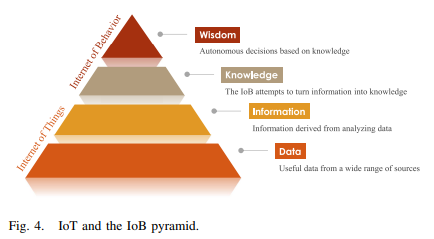 Internet of Behavior
Wisdom
Autonomous decisions based on knowledge
Knowledge
The IoB attempts to turn information into knowledge
Internet of Things
Information
Information derived from analyzing data
Data
Useful data from a wide range of sources
Fig. 4. IoT and the IoB pyramid.